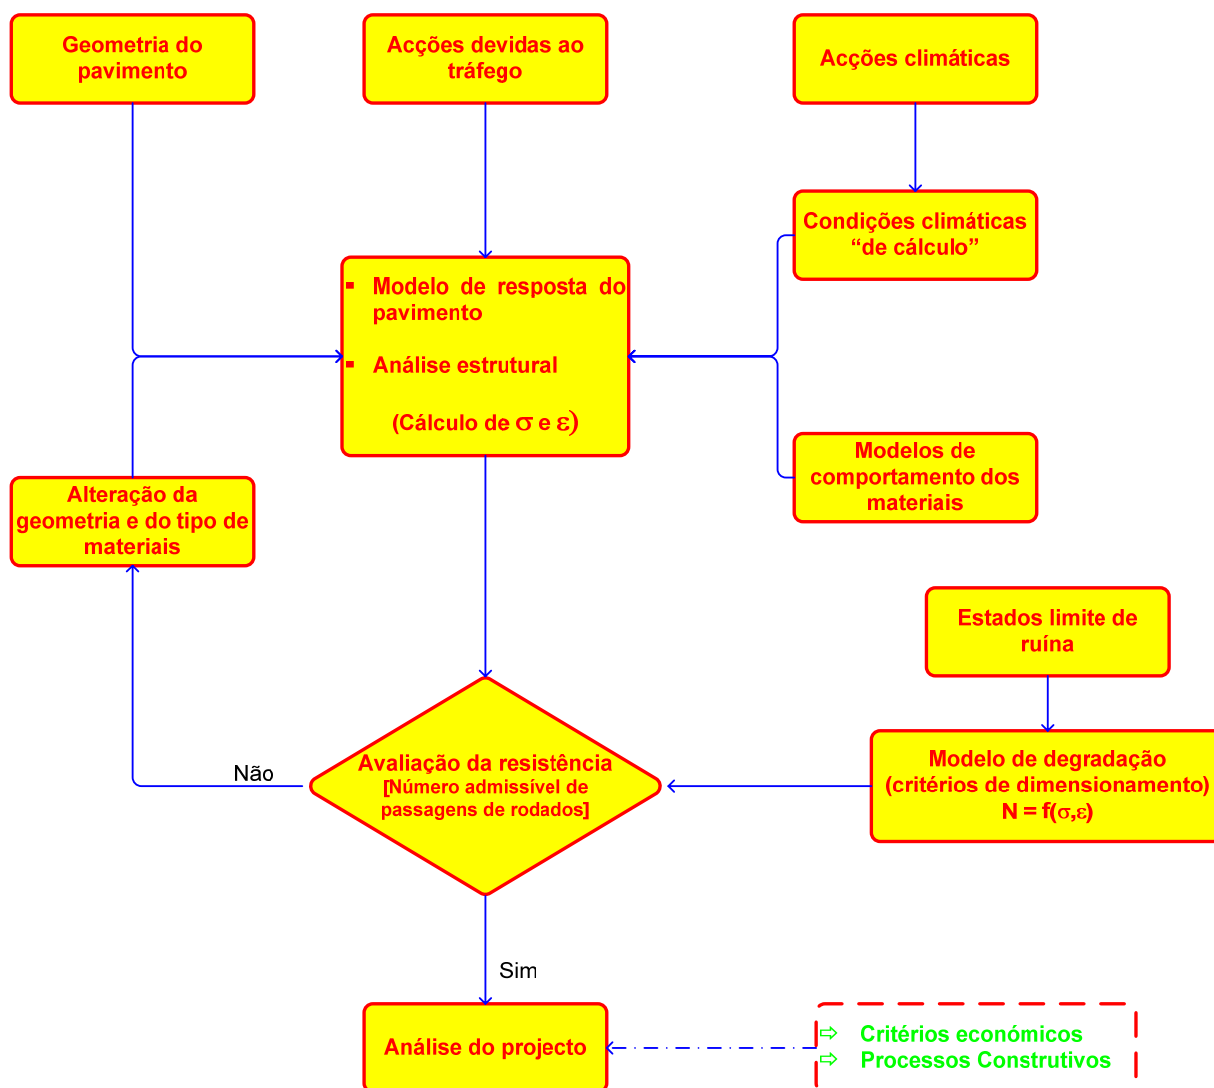 Geometria do
pavimento
Acções devidas ao
tráfego
Acções climáticas
Condições climáticas
“de cálculo”
▪ Modelo de resposta do
pavimento
▪ Análise estrutural
(Cálculo de σ e ε)
Modelos de
comportamento dos
materiais
Alteração da
geometria e do tipo de
materiais
Estados limite de
ruína
Modelo de degradação
(critérios de dimensionamento)
N = f(σ,ε)
Avaliação da resistência
[Número admissível de
passagens de rodados]
Não
Sim
Análise do projecto
⇨ Critérios económicos
⇨ Processos Construtivos